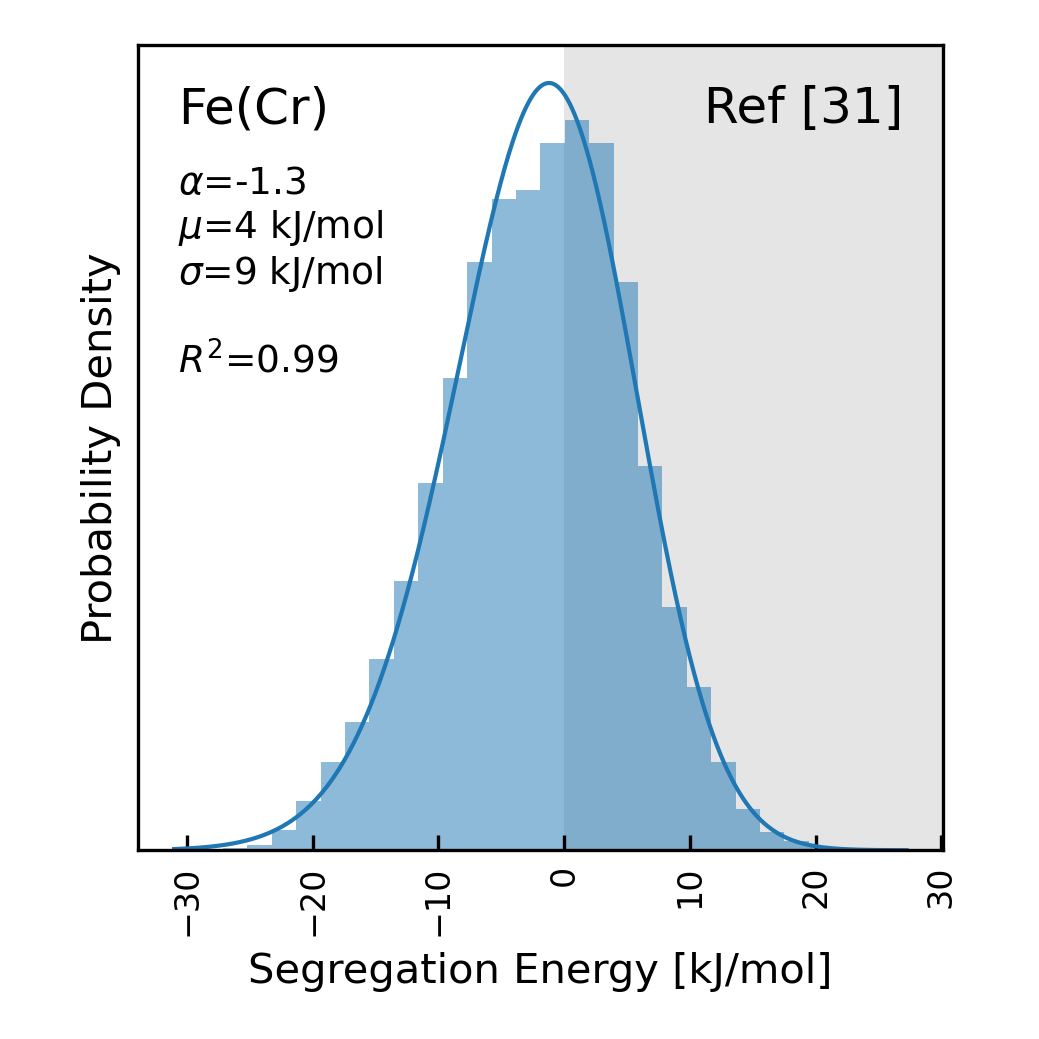 Fe(Cr)
Ref [31]
α=-1.3
μ=4 kJ/mol
σ=9 kJ/mol
R²=0.99
Probability Density
−30
−20
−10
0
10
20
30
Segregation Energy [kJ/mol]